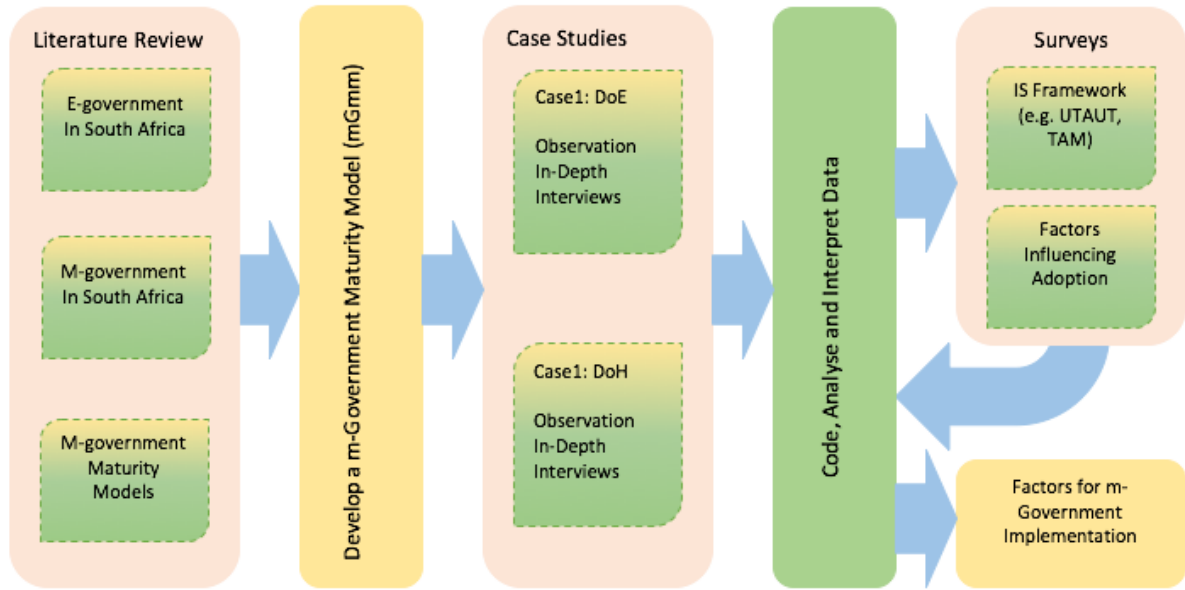 Literature Review
E-government
In South Africa
M-government
In South Africa
M-government
Maturity
Models
Develop a m-Government Maturity Model (mGmm)
Case Studies
Case1: DoE
Observation
In-Depth
Interviews
Case1: DoH
Observation
In-Depth
Interviews
Code, Analyse and Interpret Data
Surveys
IS Framework
(e.g. UTAUT,
TAM)
Factors
Influencing
Adoption
Factors for m-
Government
Implementation